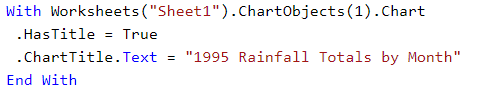 With Worksheets("Sheet1").ChartObjects(1).Chart
 .HasTitle = True
 .ChartTitle.Text = "1995 Rainfall Totals by Month"
End With